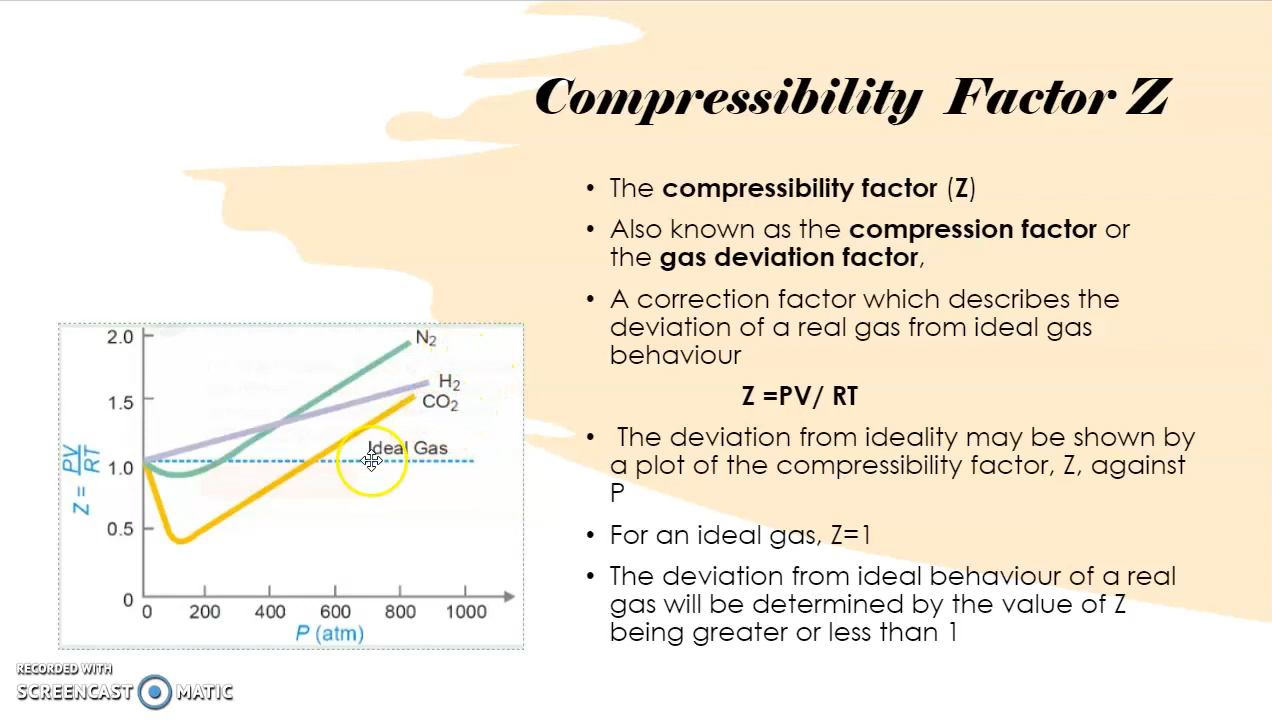 Compressibility Factor Z
• The compressibility factor (Z)
• Also known as the compression factor or
the gas deviation factor,
• A correction factor which describes the
deviation of a real gas from ideal gas
behaviour
Z =PV/ RT
• The deviation from ideality may be shown by
a plot of the compressibility factor, Z, against
P
• For an ideal gas, Z=1
• The deviation from ideal behaviour of a real
gas will be determined by the value of Z
being greater or less than 1
2.0
1.5
1.0
0.5
0
Z = PV/RT
N2
H2
CO2
Ideal Gas
0 200 400 600 800 1000
P (atm)
RECORDED WITH
SCREENCAST MATIC